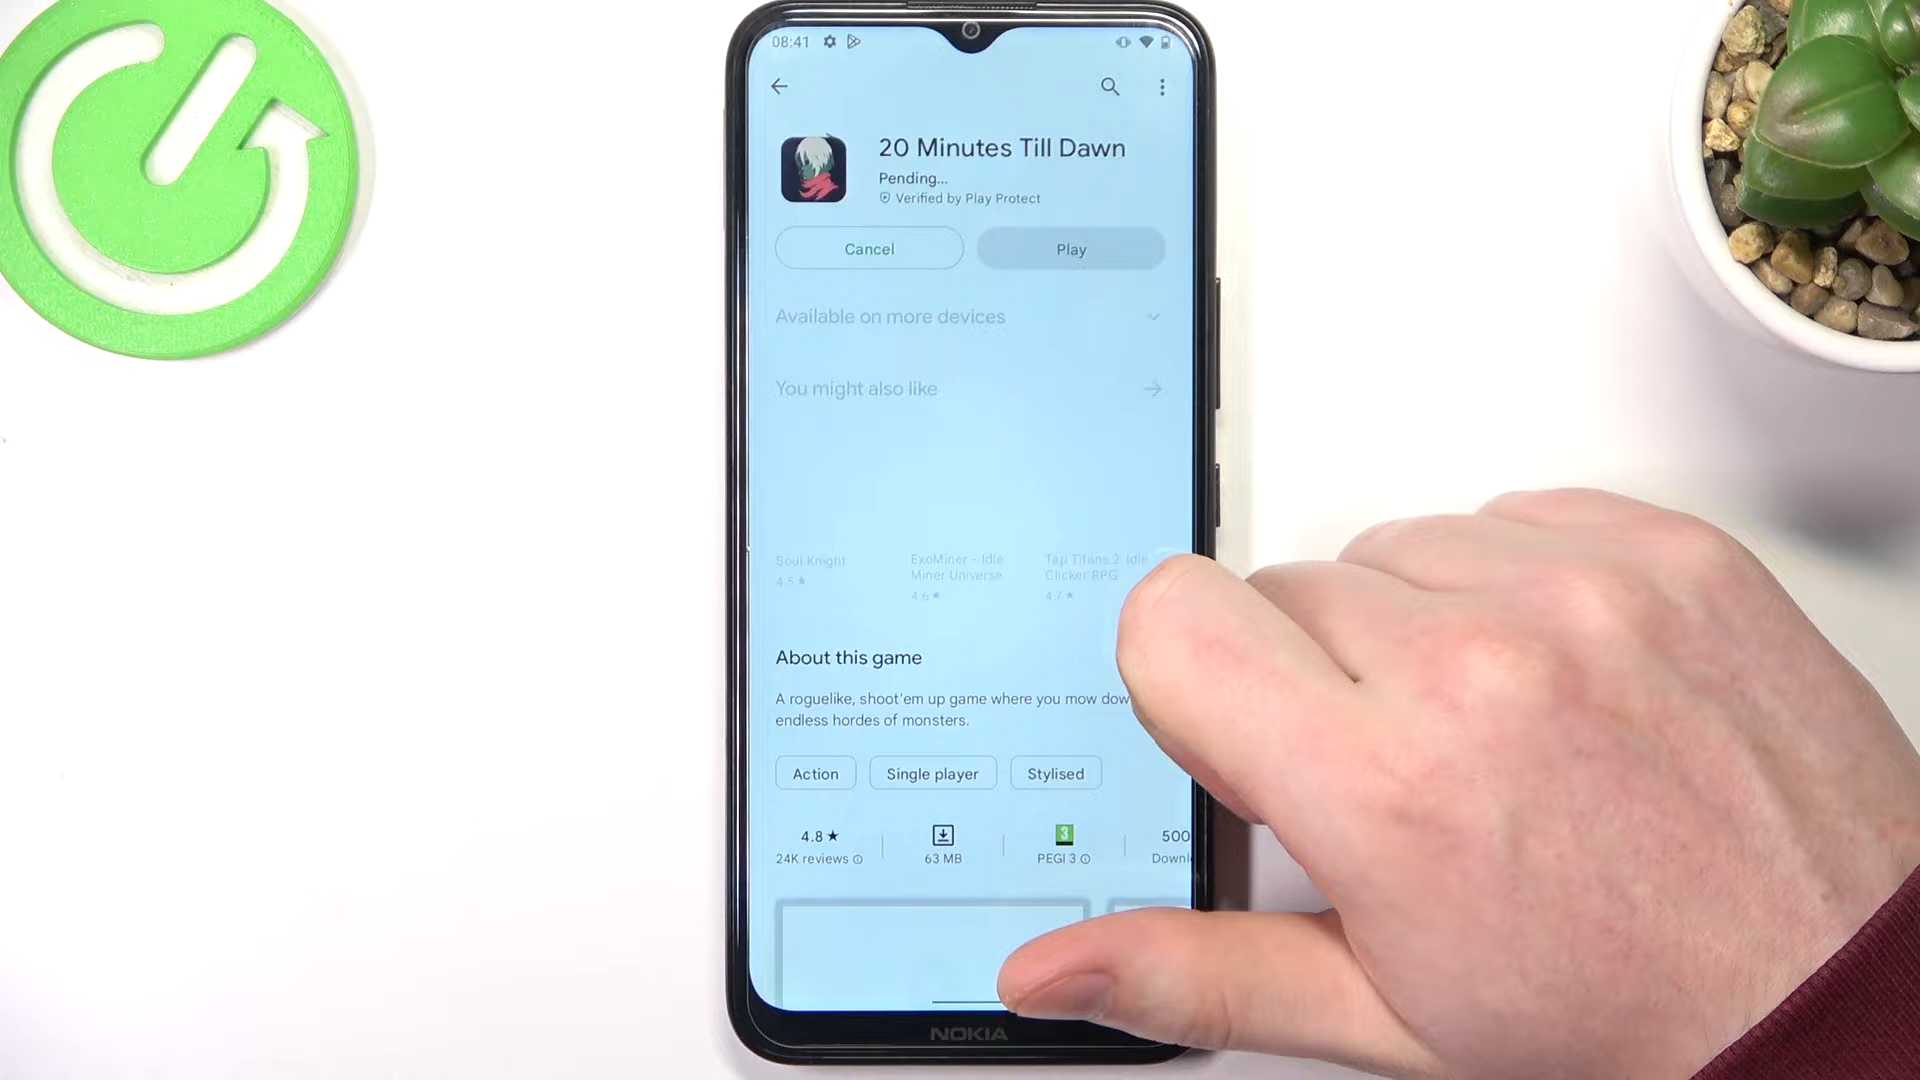 08:41
20 Minutes Till Dawn
Pending...
Verified by Play Protect
Cancel
Play
Available on more devices
You might also like
Soul Knight
4.5★
ExoMiner - Idle
Miner Universe
4.6★
Tap Titans 2: Idle
Clicker RPG
4.7★
About this game
A roguelike, shoot'em up game where you mow dow
endless hordes of monsters.
Action
Single player
Stylised
4.8★
24K reviews
63 MB
3
PEGI 3
500
Downl
NOKIA